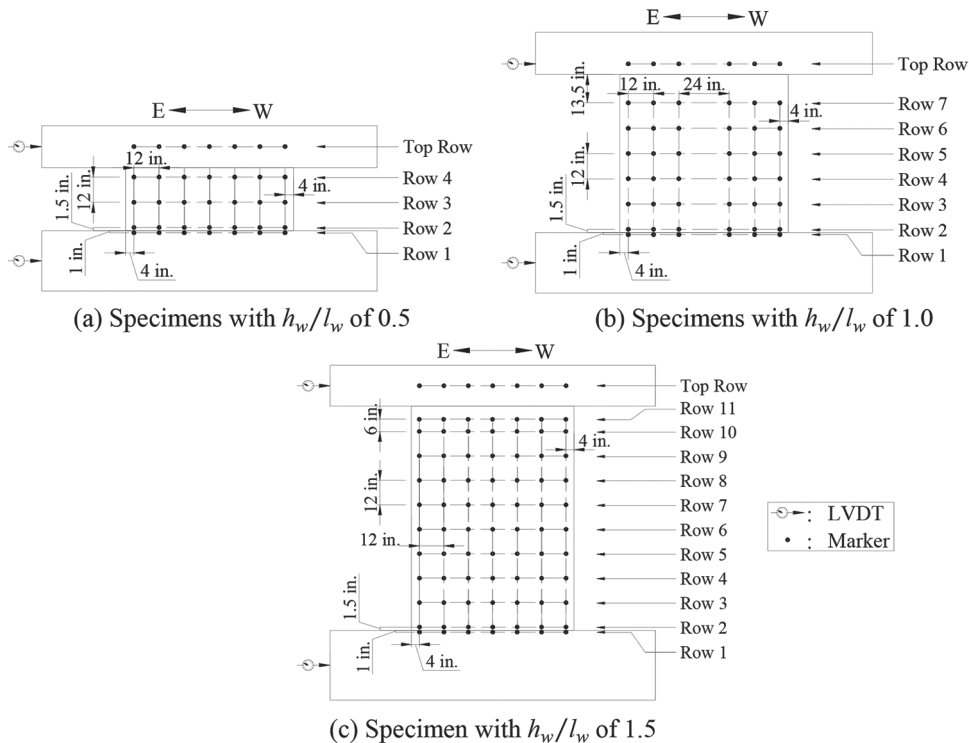 E W
Top Row
12 in.
Row 4
4 in.
12 in.
Row 3
1.5 in.
Row 2
Row 1
1 in.
4 in.
(a) Specimens with h_w/l_w of 0.5
E W
Top Row
13.5 in.
12 in.
24 in.
Row 7
4 in.
Row 6
Row 5
12 in.
Row 4
Row 3
1.5 in.
Row 2
Row 1
1 in.
4 in.
(b) Specimens with h_w/l_w of 1.0
E W
Top Row
Row 11
6 in.
Row 10
4 in.
Row 9
Row 8
12 in.
Row 7
Row 6
12 in.
Row 5
Row 4
1.5 in.
Row 3
Row 2
Row 1
1 in.
4 in.
: LVDT
: Marker
(c) Specimen with h_w/l_w of 1.5